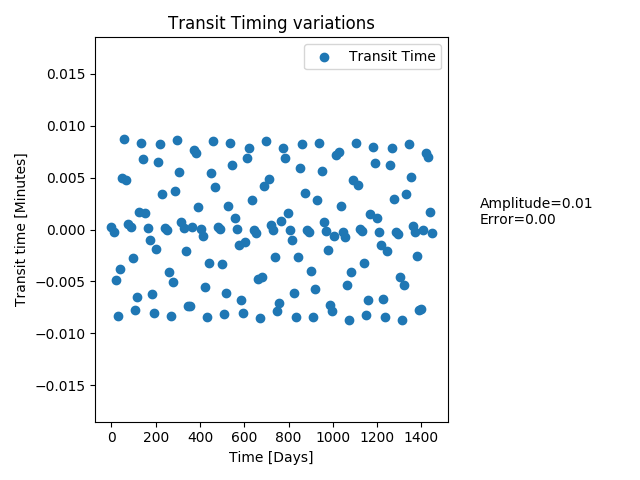 Transit Timing variations
Transit Time
0.015
0.010
0.005
0.000
−0.005
−0.010
−0.015
Transit time [Minutes]
0 200 400 600 800 1000 1200 1400
Time [Days]
Amplitude=0.01
Error=0.00